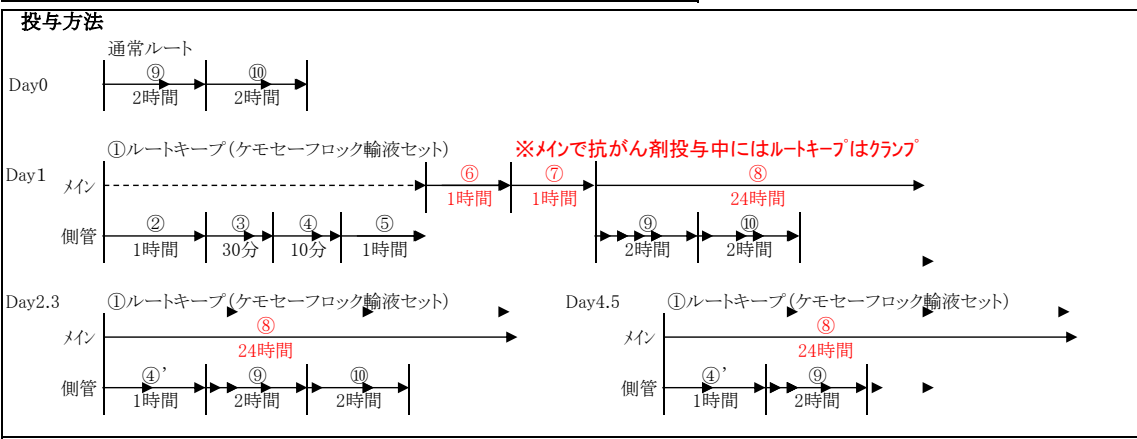 投与方法
通常ルート
Day0
⑨ ⑩
2時間 2時間
①ルートキープ(ケモセーフロック輸液セット) ※メインで抗がん剤投与中にはルートキープはクランプ
Day1
メイン ⑥ ⑦ ⑧
1時間 1時間 24時間
側管 ② ③ ④ ⑤ ⑨ ⑩
1時間 30分 10分 1時間 2時間 2時間
Day2.3 ①ルートキープ(ケモセーフロック輸液セット)
メイン ⑧
24時間
側管 ④’ ⑨ ⑩
1時間 2時間 2時間
Day4.5 ①ルートキープ(ケモセーフロック輸液セット)
メイン ⑧
24時間
側管 ④’ ⑨
1時間 2時間